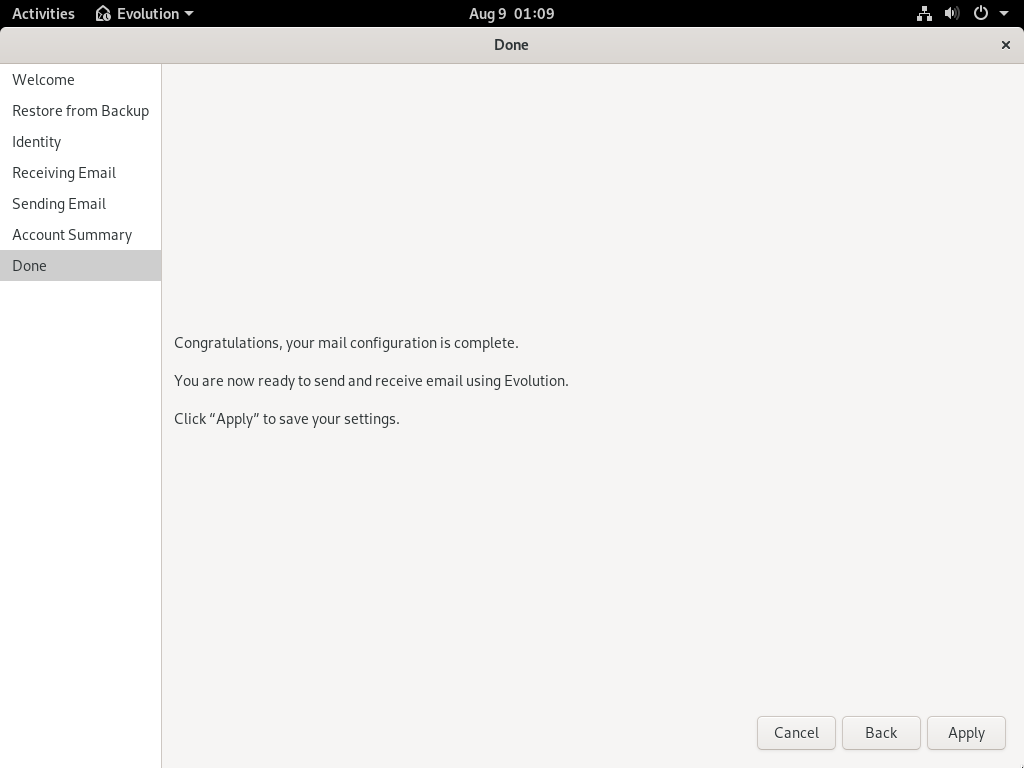 Activities Evolution Aug 9 01:09
Done
Welcome
Restore from Backup
Identity
Receiving Email
Sending Email
Account Summary
Done
Congratulations, your mail configuration is complete.
You are now ready to send and receive email using Evolution.
Click “Apply” to save your settings.
Cancel Back Apply